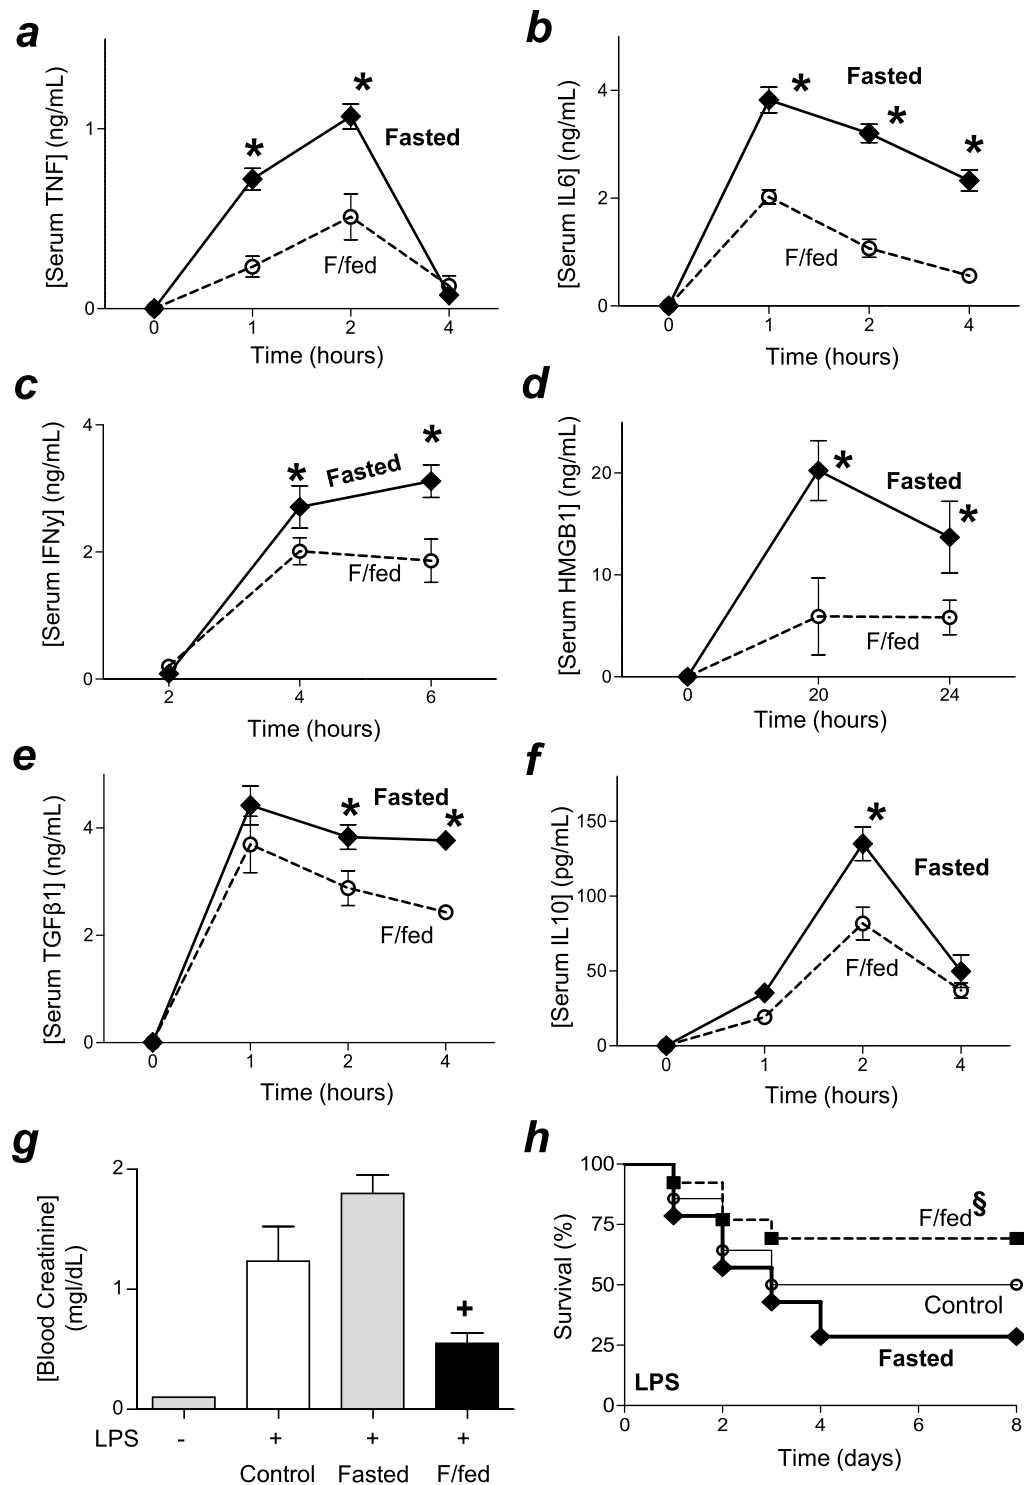 a
[Serum TNF] (ng/mL)
1
0
*
*
Fasted
F/fed
0 1 2 4
Time (hours)
b
[Serum IL6] (ng/mL)
4
2
0
*
*
*
Fasted
F/fed
0 1 2 4
Time (hours)
c
[Serum IFNy] (ng/mL)
4
2
0
*
*
Fasted
F/fed
2 4 6
Time (hours)
d
[Serum HMGB1] (ng/mL)
20
10
0
*
*
Fasted
F/fed
0 20 24
Time (hours)
e
[Serum TGFβ1] (ng/mL)
4
2
0
*
*
Fasted
F/fed
0 1 2 4
Time (hours)
f
[Serum IL10] (pg/mL)
150
100
50
0
*
Fasted
F/fed
0 1 2 4
Time (hours)
g
[Blood Creatinine]
(mgl/dL)
2
1
0
+
LPS - + + +
Control Fasted F/fed
h
Survival (%)
100
75
50
25
0
F/fed§
Control
Fasted
LPS
0 2 4 6 8
Time (days)